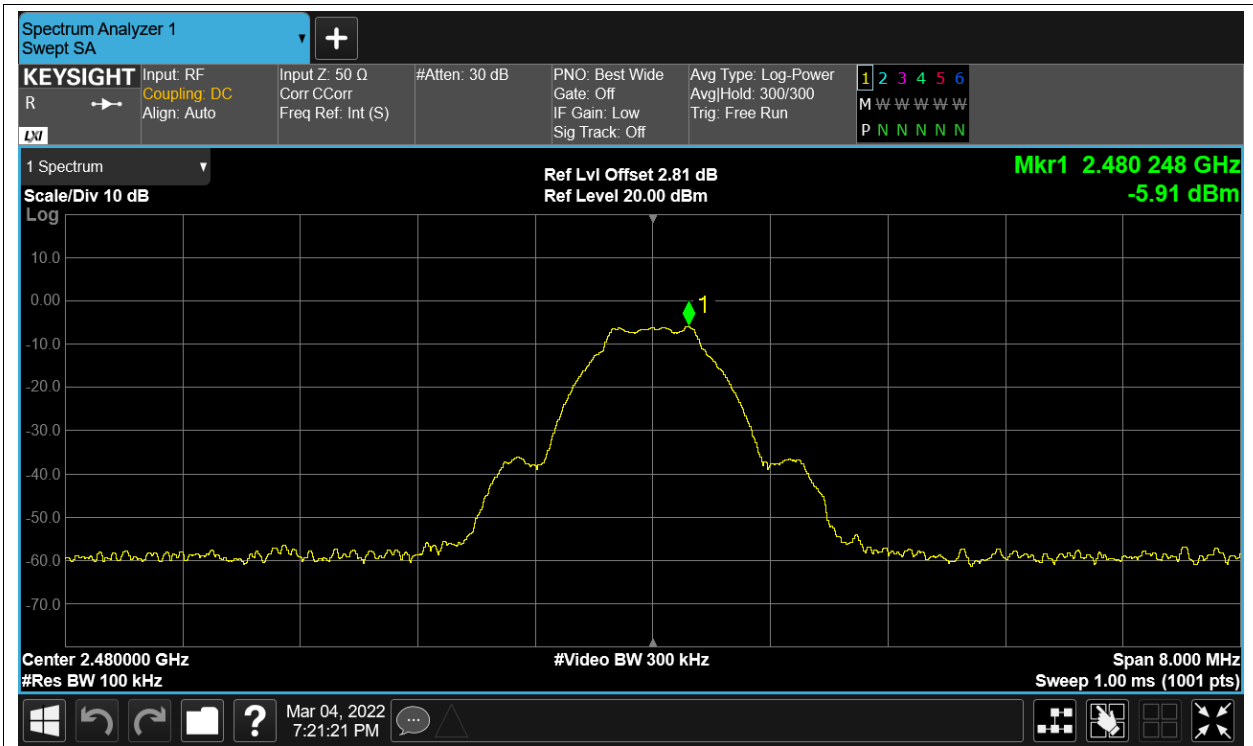 Spectrum Analyzer 1
Swept SA
KEYSIGHT
R
LXI
Input: RF
Coupling: DC
Align: Auto
Input Z: 50 Ω
Corr CCorr
Freq Ref: Int (S)
#Atten: 30 dB
PNO: Best Wide
Gate: Off
IF Gain: Low
Sig Track: Off
Avg Type: Log-Power
Avg|Hold: 300/300
Trig: Free Run
1 2 3 4 5 6
M W W W W W
P N N N N N
1 Spectrum
Scale/Div 10 dB
Log
Ref Lvl Offset 2.81 dB
Ref Level 20.00 dBm
Mkr1 2.480 248 GHz
-5.91 dBm
10.0
0.00
-10.0
-20.0
-30.0
-40.0
-50.0
-60.0
-70.0
1
Center 2.480000 GHz
#Res BW 100 kHz
#Video BW 300 kHz
Span 8.000 MHz
Sweep 1.00 ms (1001 pts)
?
Mar 04, 2022
7:21:21 PM